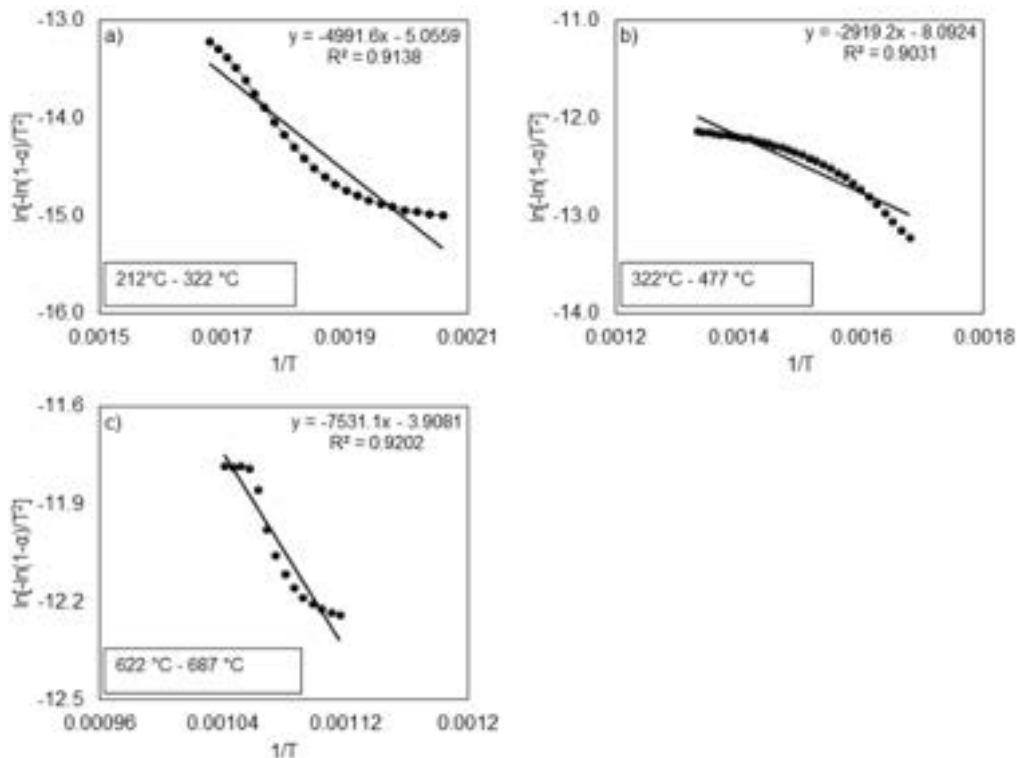 a)
y = -4991.6x - 5.0559
R² = 0.9138
-13.0
-14.0
-15.0
-16.0
ln[-ln(1-α)/T²]
212°C - 322 °C
0.0015
0.0017
0.0019
0.0021
1/T
b)
y = -2919.2x - 8.0924
R² = 0.9031
-11.0
-12.0
-13.0
-14.0
ln[-ln(1-α)/T²]
322°C - 477 °C
0.0012
0.0014
0.0016
0.0018
1/T
c)
y = -7531.1x - 3.9081
R² = 0.9202
-11.6
-11.9
-12.2
-12.5
ln[-ln(1-α)/T²]
622 °C - 687 °C
0.00096
0.00104
0.00112
0.0012
1/T